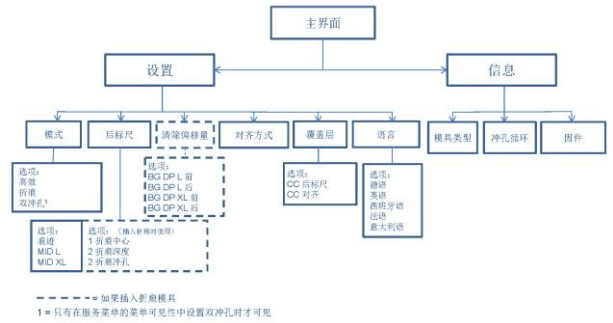 主界面
设置
信息
模式
后标尺
清除偏移量
对齐方式
覆盖层
语言
模具类型
冲孔循环
固件
选项:
高效
折痕
双冲孔¹
选项:
BG DP L 前
BG DP L 后
BG DP XL 前
BG DP XL 后
选项:
CC 后标尺
CC 对齐
选项:
德语
英语
西班牙语
法语
意大利语
选项:
痕迹
MID L
MID XL
选项: (插入折痕时使用)
1 折痕中心
2 折痕深度
2 折痕冲孔
= 如果插入折痕模具
1 = 只有在服务菜单的菜单可见性中设置双冲孔时才可见